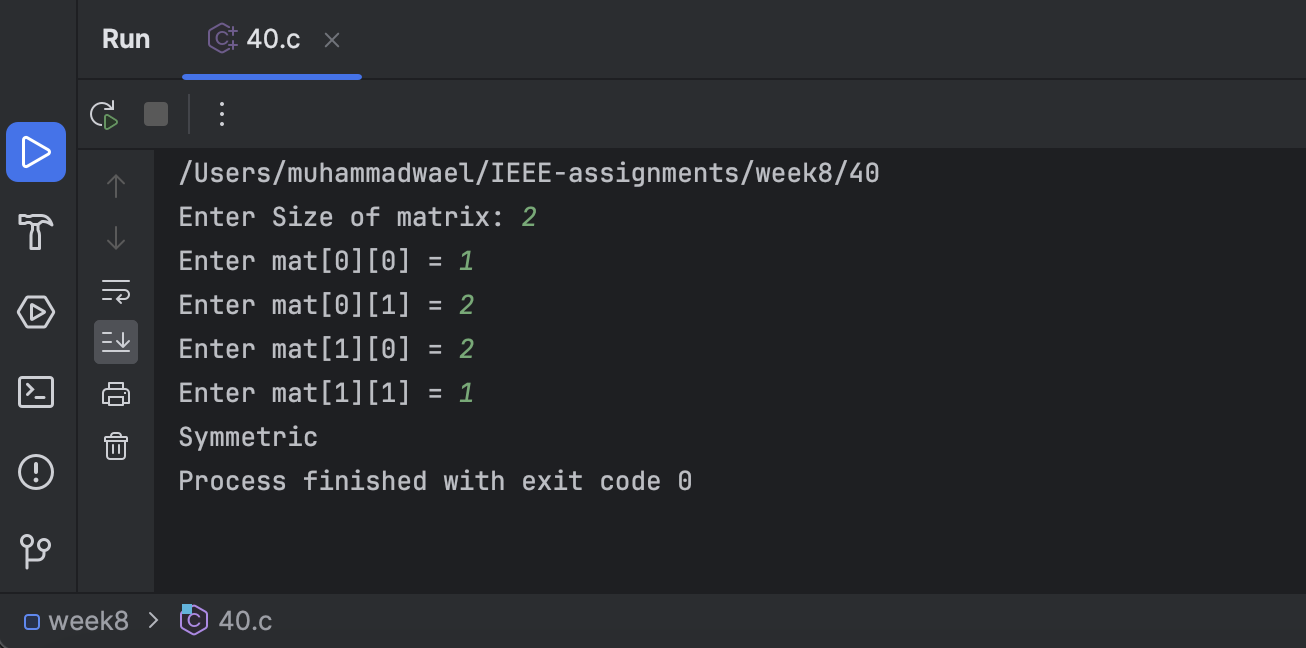 Run 40.c
/Users/muhammadwael/IEEE-assignments/week8/40
Enter Size of matrix: 2
Enter mat[0][0] = 1
Enter mat[0][1] = 2
Enter mat[1][0] = 2
Enter mat[1][1] = 1
Symmetric
Process finished with exit code 0
week8 > 40.c